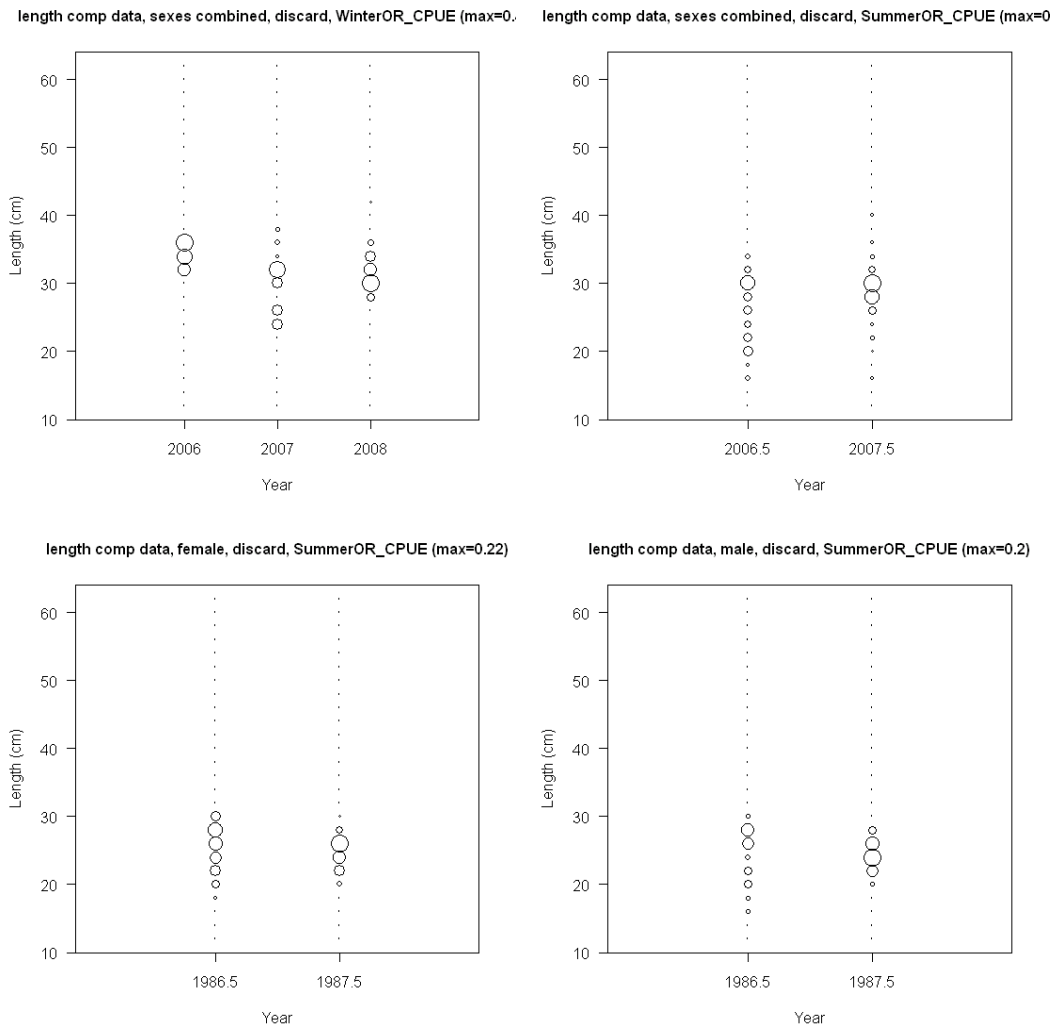 length comp data, sexes combined, discard, WinterOR_CPUE (max=0.
length comp data, sexes combined, discard, SummerOR_CPUE (max=0
Length (cm)
60
50
40
30
20
10
2006 2007 2008
Year
Length (cm)
60
50
40
30
20
10
2006.5 2007.5
Year
length comp data, female, discard, SummerOR_CPUE (max=0.22)
length comp data, male, discard, SummerOR_CPUE (max=0.2)
Length (cm)
60
50
40
30
20
10
1986.5 1987.5
Year
Length (cm)
60
50
40
30
20
10
1986.5 1987.5
Year